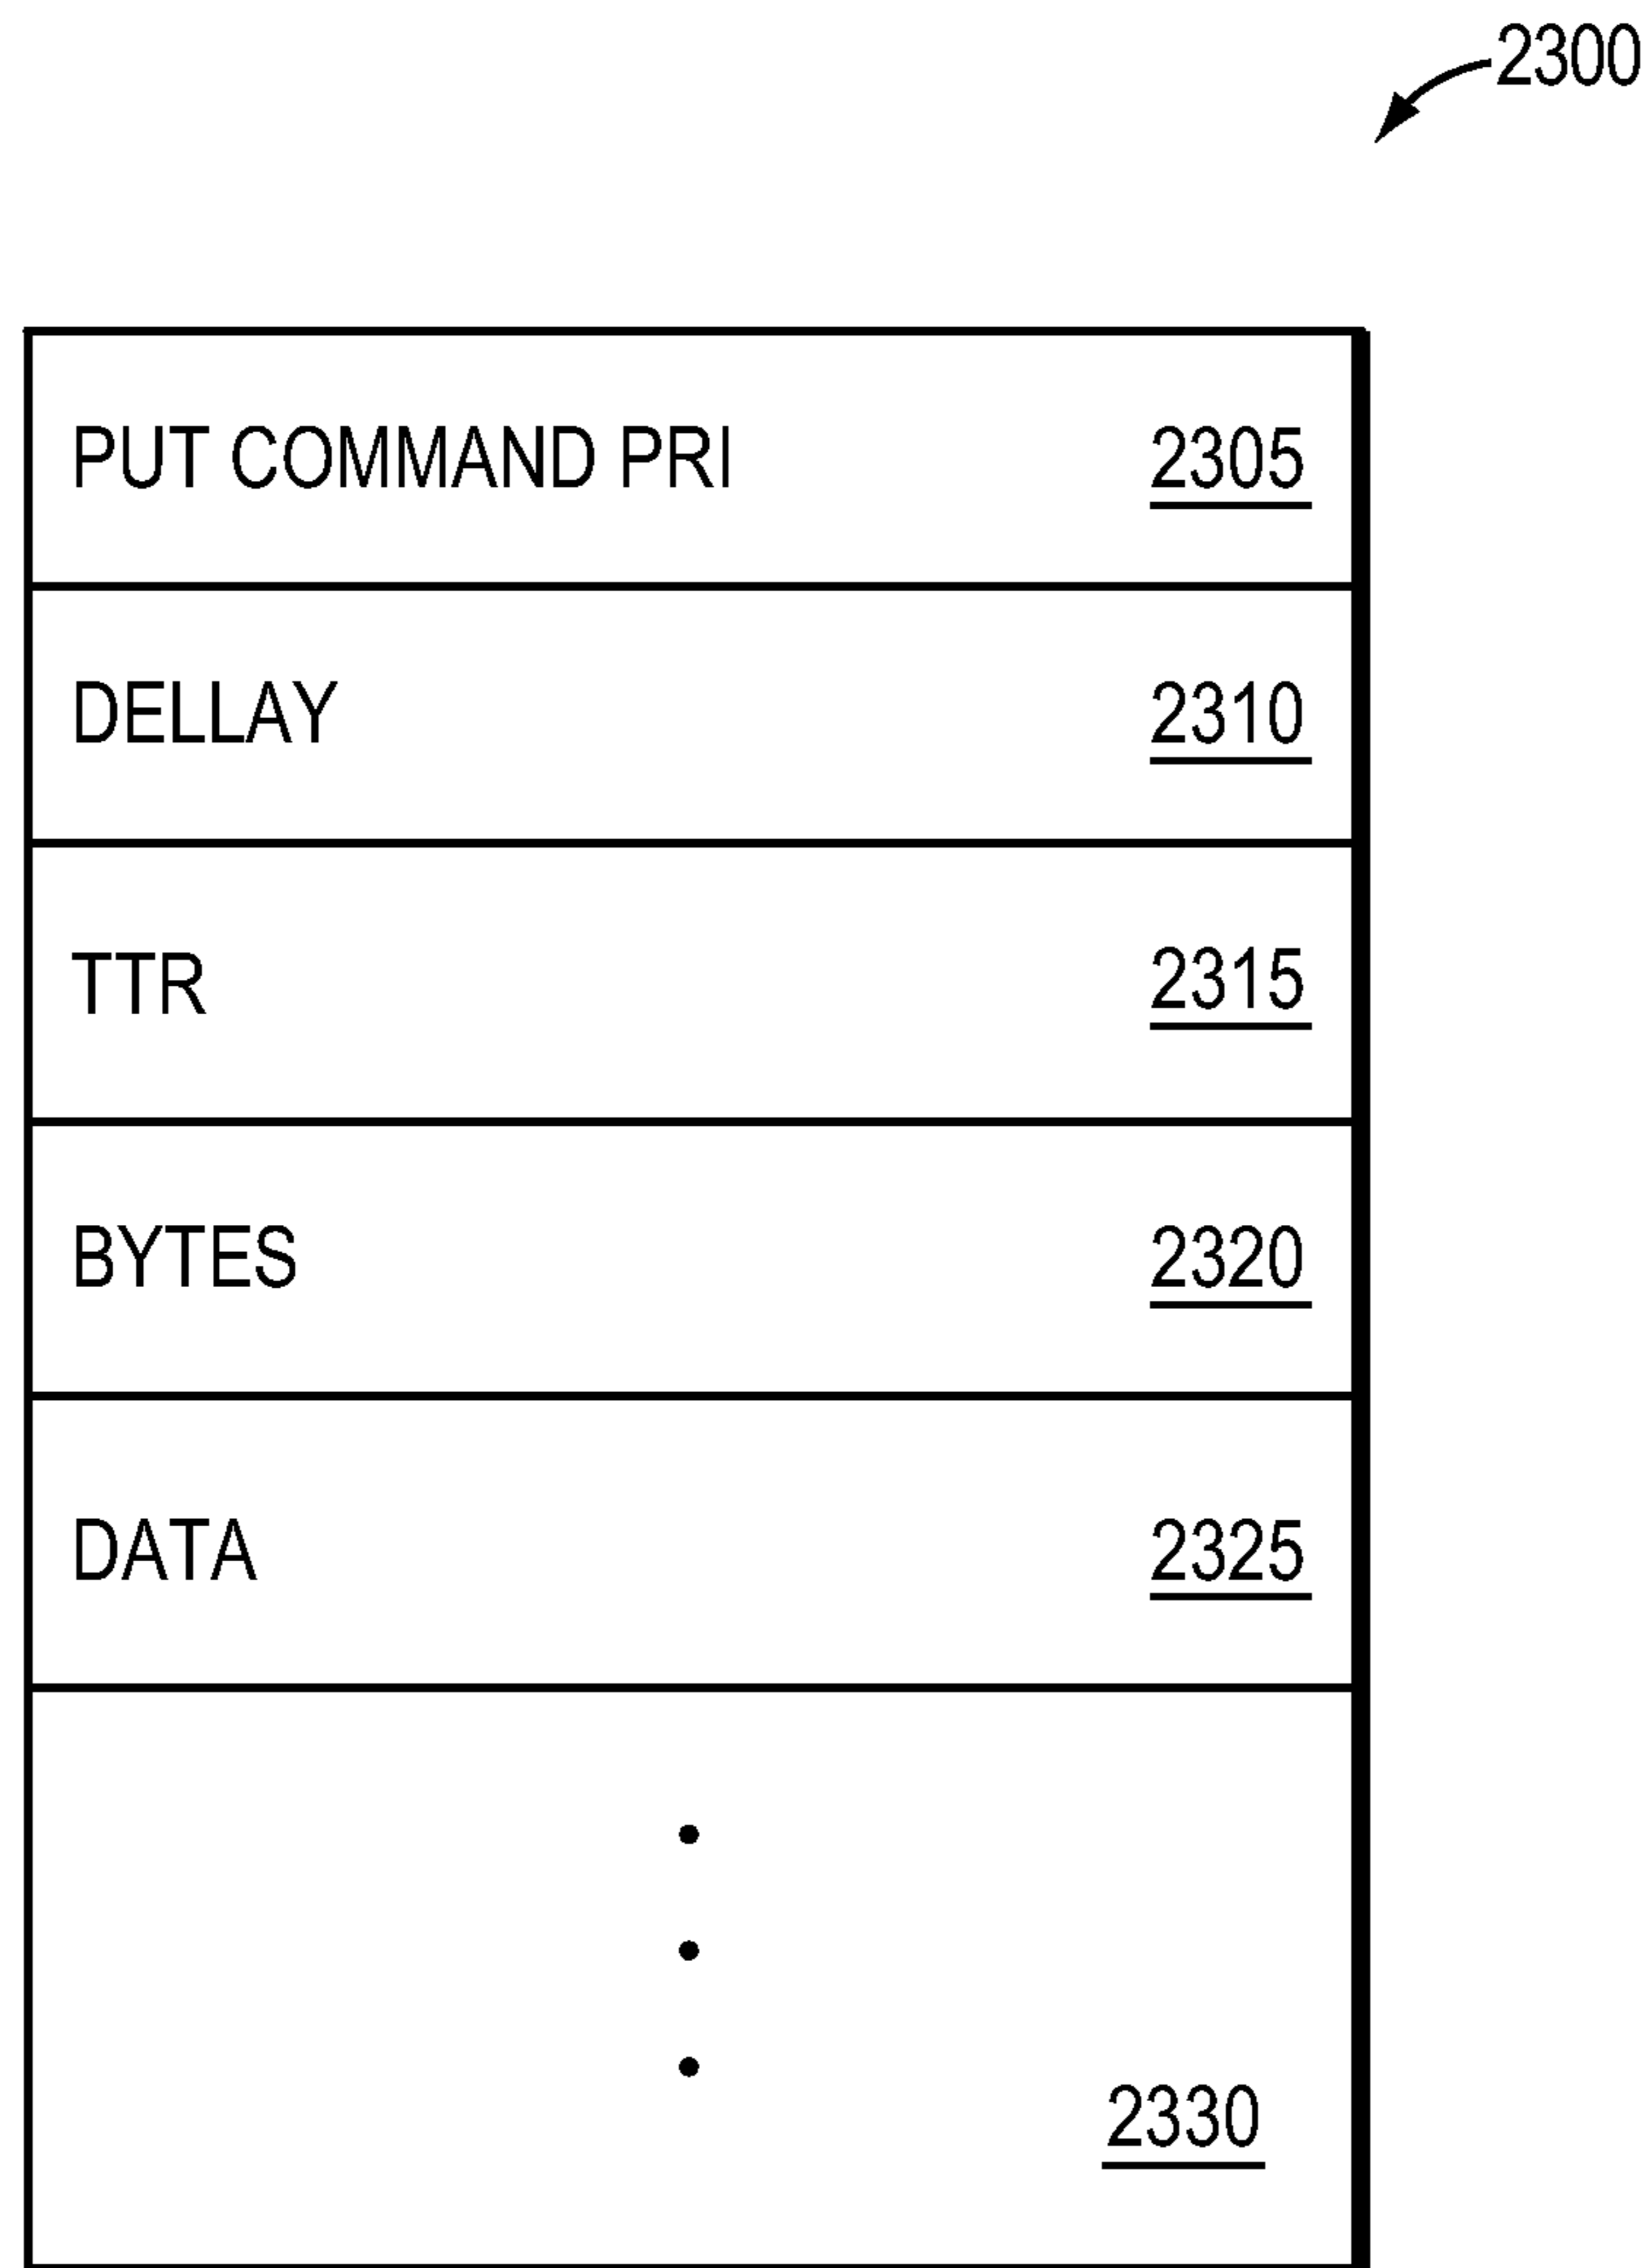 2300
PUT COMMAND PRI 2305
DELLAY 2310
TTR 2315
BYTES 2320
DATA 2325
2330